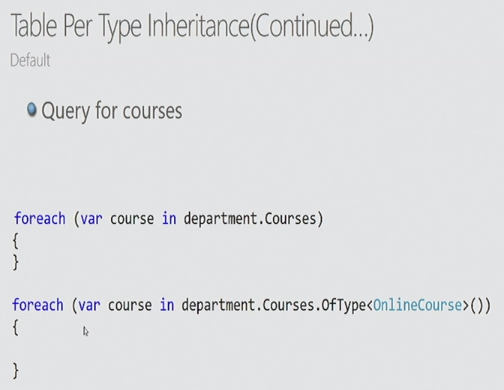 Table Per Type Inheritance(Continued...)
Default
Query for courses
foreach (var course in department.Courses)
{
}
foreach (var course in department.Courses.OfType<OnlineCourse>())
{
}